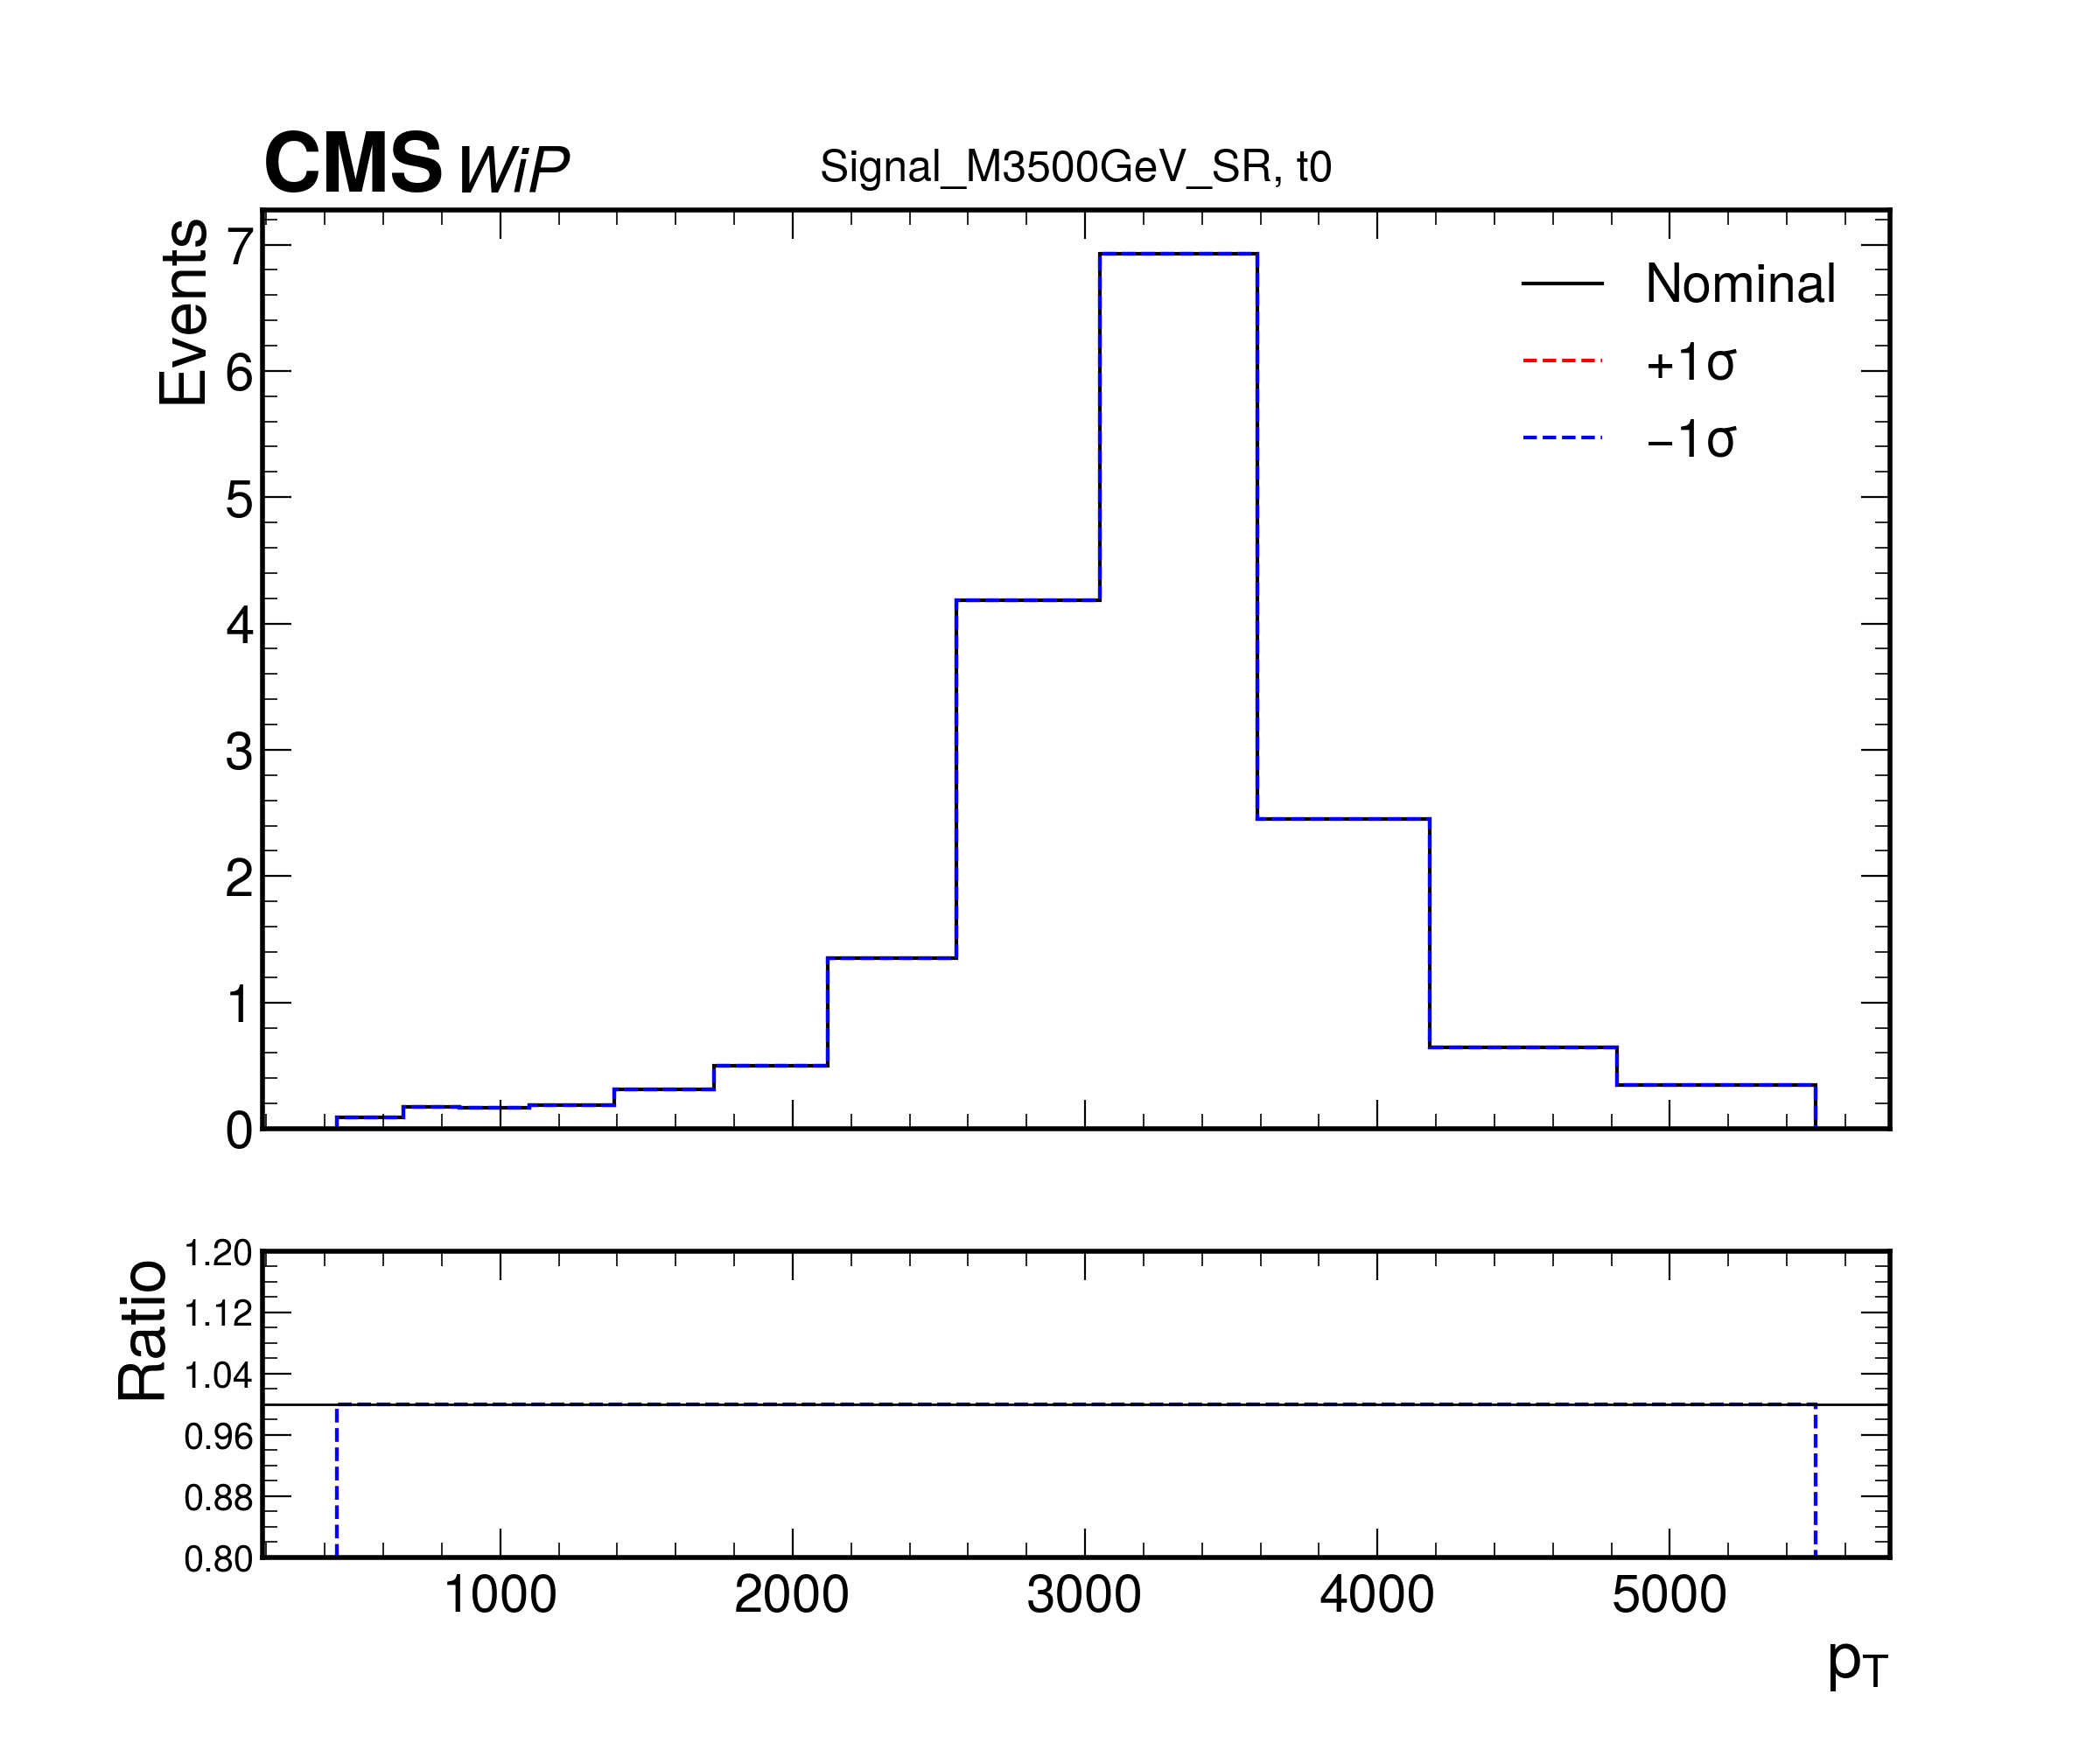 CMS WiP
Signal_M3500GeV_SR, t0
Events
7
6
5
4
3
2
1
0
Nominal
+1σ
−1σ
Ratio
1.20
1.12
1.04
0.96
0.88
0.80
1000 2000 3000 4000 5000
pT